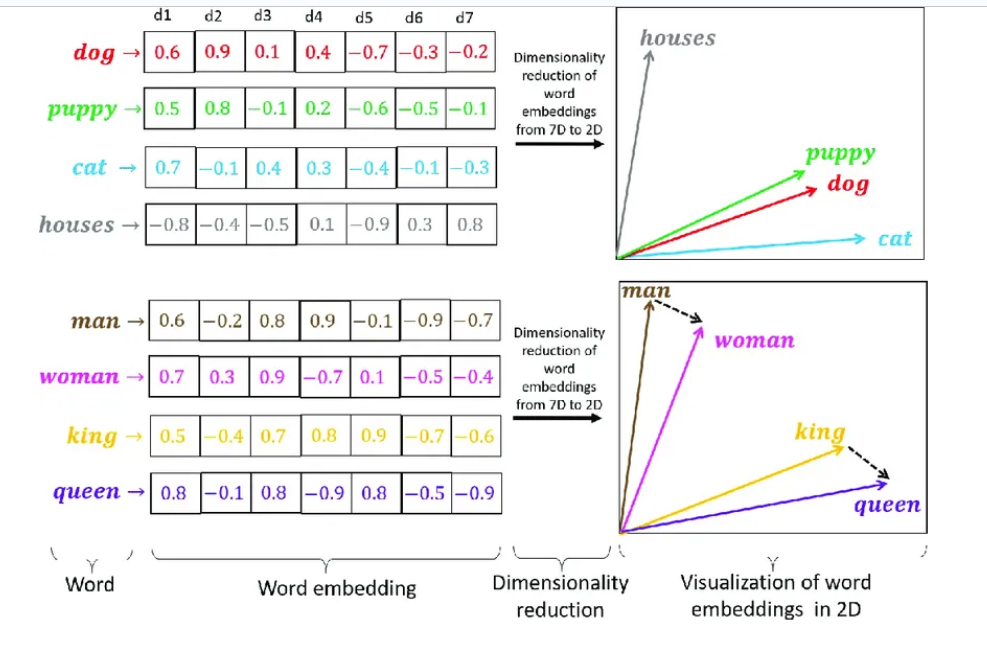 d1 d2 d3 d4 d5 d6 d7
dog → 0.6 0.9 0.1 0.4 −0.7 −0.3 −0.2
puppy → 0.5 0.8 −0.1 0.2 −0.6 −0.5 −0.1
cat → 0.7 −0.1 0.4 0.3 −0.4 −0.1 −0.3
houses → −0.8 −0.4 −0.5 0.1 −0.9 0.3 0.8
Dimensionality
reduction of
word
embeddings
from 7D to 2D
houses
puppy
dog
cat
man → 0.6 −0.2 0.8 0.9 −0.1 −0.9 −0.7
woman → 0.7 0.3 0.9 −0.7 0.1 −0.5 −0.4
king → 0.5 −0.4 0.7 0.8 0.9 −0.7 −0.6
queen → 0.8 −0.1 0.8 −0.9 0.8 −0.5 −0.9
Dimensionality
reduction of
word
embeddings
from 7D to 2D
man
woman
king
queen
Word
Word embedding
Dimensionality
reduction
Visualization of word
embeddings in 2D